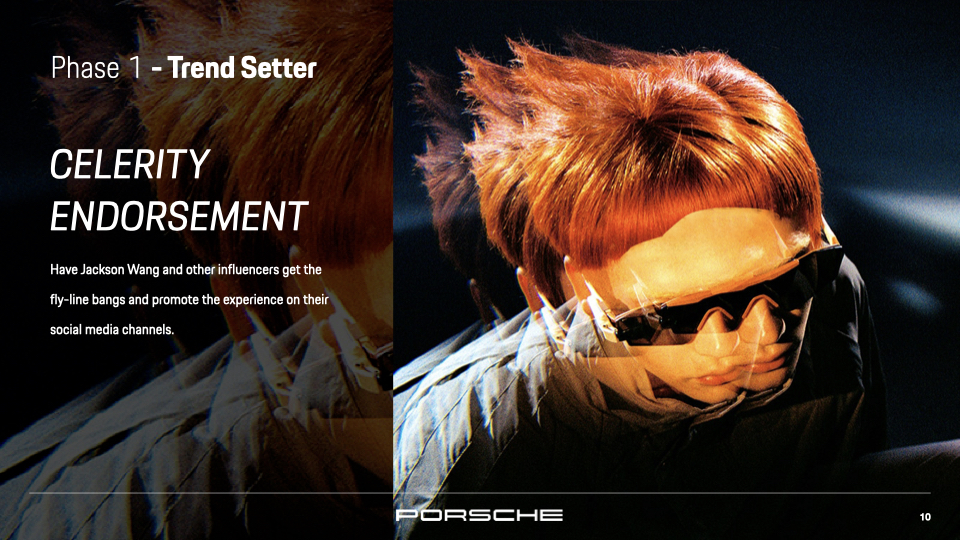 Phase 1 - Trend Setter
CELERITY
ENDORSEMENT
Have Jackson Wang and other influencers get the
fly-line bangs and promote the experience on their
social media channels.
PORSCHE
10